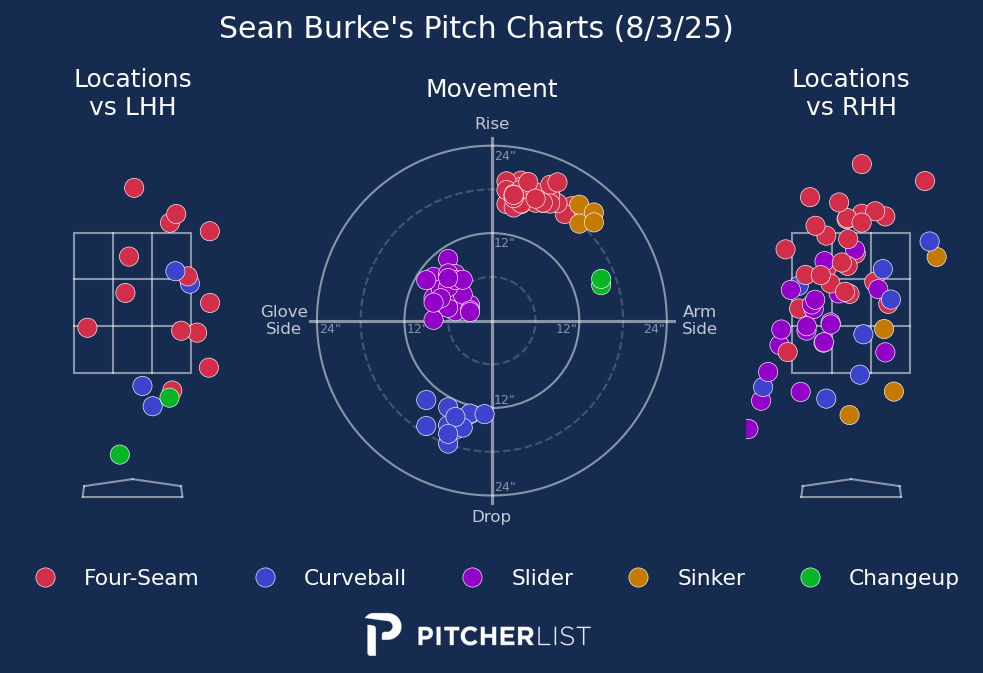 Sean Burke's Pitch Charts (8/3/25)
Locations
vs LHH
Movement
Locations
vs RHH
Rise
24"
12"
Glove
Side
24"
12"
12"
24"
Arm
Side
12"
24"
Drop
Four-Seam
Curveball
Slider
Sinker
Changeup
PITCHERLIST